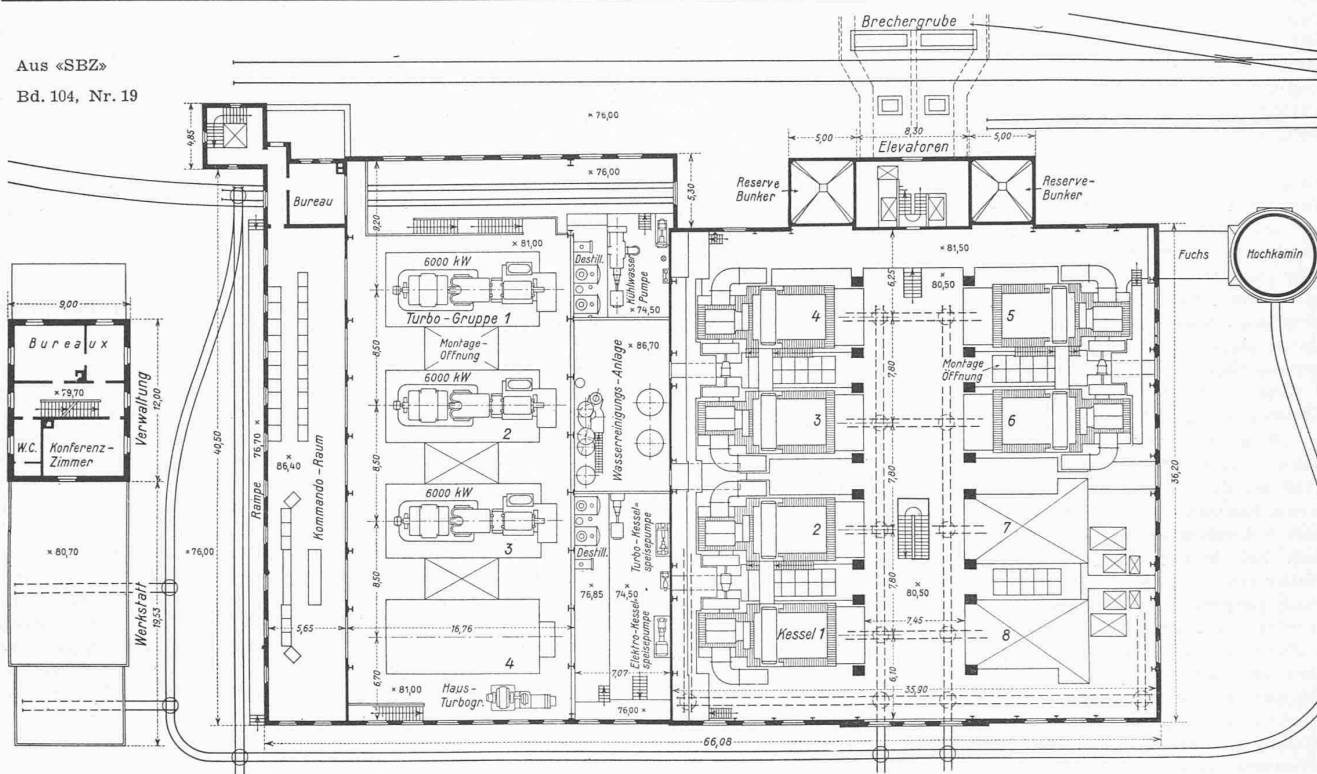 Aus «SBZ»
Bd. 104, Nr. 19
Brechergrube
× 76,00
4,85
5,00
8,30
5,00
Elevatoren
Reserve
Bunker
Reserve-
Bunker
Bureau
× 76,00
5,30
9,20
× 81,00
6000 kW
Turbo-Gruppe 1
Destill.
Kühlwasser
Pumpe
× 74,50
× 81,50
6,25
× 80,50
36,20
Fuchs
Hochkamin
4
5
8,50
Montage-
Öffnung
× 86,70
7,80
Montage
Öffnung
9,00
Bureaux
× 79,70
W.C.
Konferenz-
Zimmer
Verwaltung
12,00
40,50
76,70 ×
Rampe
× 86,40
Kommando-Raum
6000 kW
2
8,50
Wasserreinigungs-Anlage
3
6
7,80
× 80,70
× 76,00
Werkstatt
19,53
6000 kW
3
8,50
Destill.
× 76,85
× 74,50
Turbo-Kessel-
speisepumpe
Elektro-Kessel-
speisepumpe
2
7
7,80
× 80,50
5,65
16,76
4
7,07
Kessel 1
7,45
8
6,70
× 81,00
Haus-
Turbogr.
76,00 ×
6,10
35,90
66,08